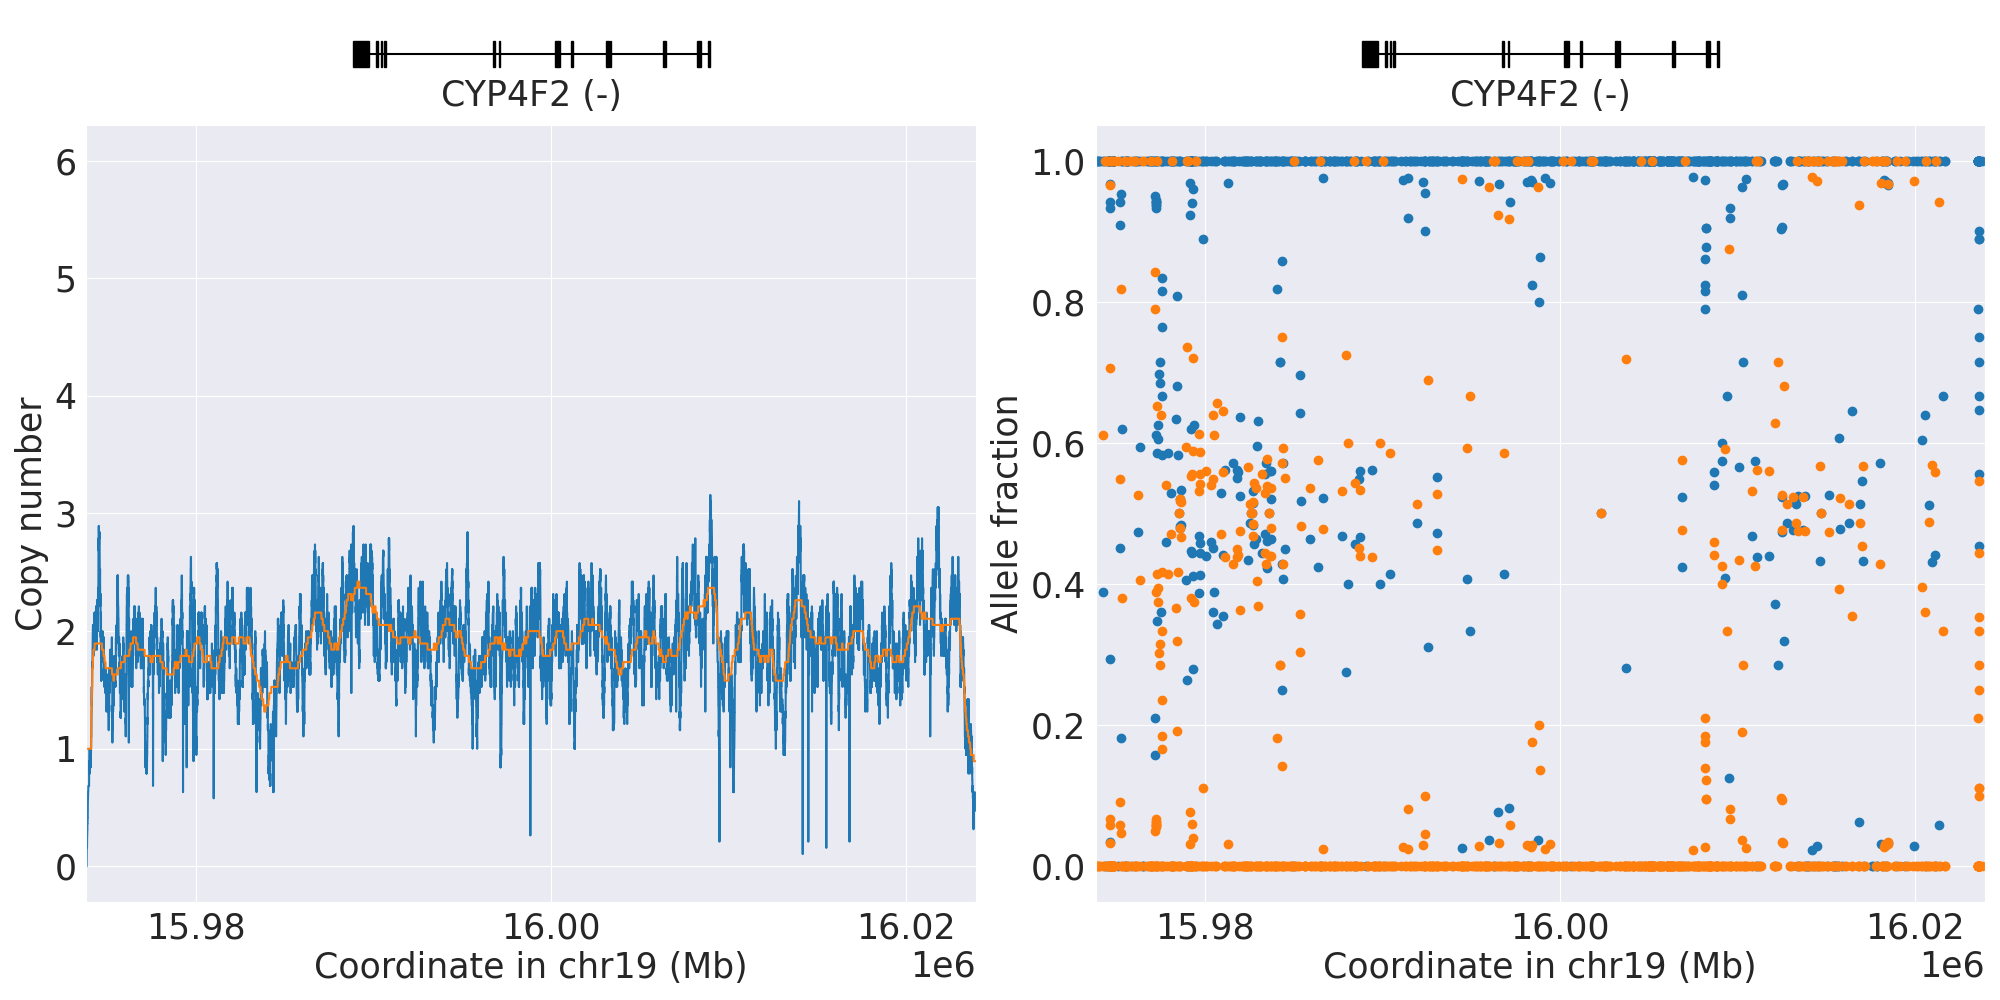 CYP4F2 (-)
6
5
4
3
2
1
0
Copy number
15.98
16.00
16.02
Coordinate in chr19 (Mb)
1e6
CYP4F2 (-)
1.0
0.8
0.6
0.4
0.2
0.0
Allele fraction
15.98
16.00
16.02
Coordinate in chr19 (Mb)
1e6